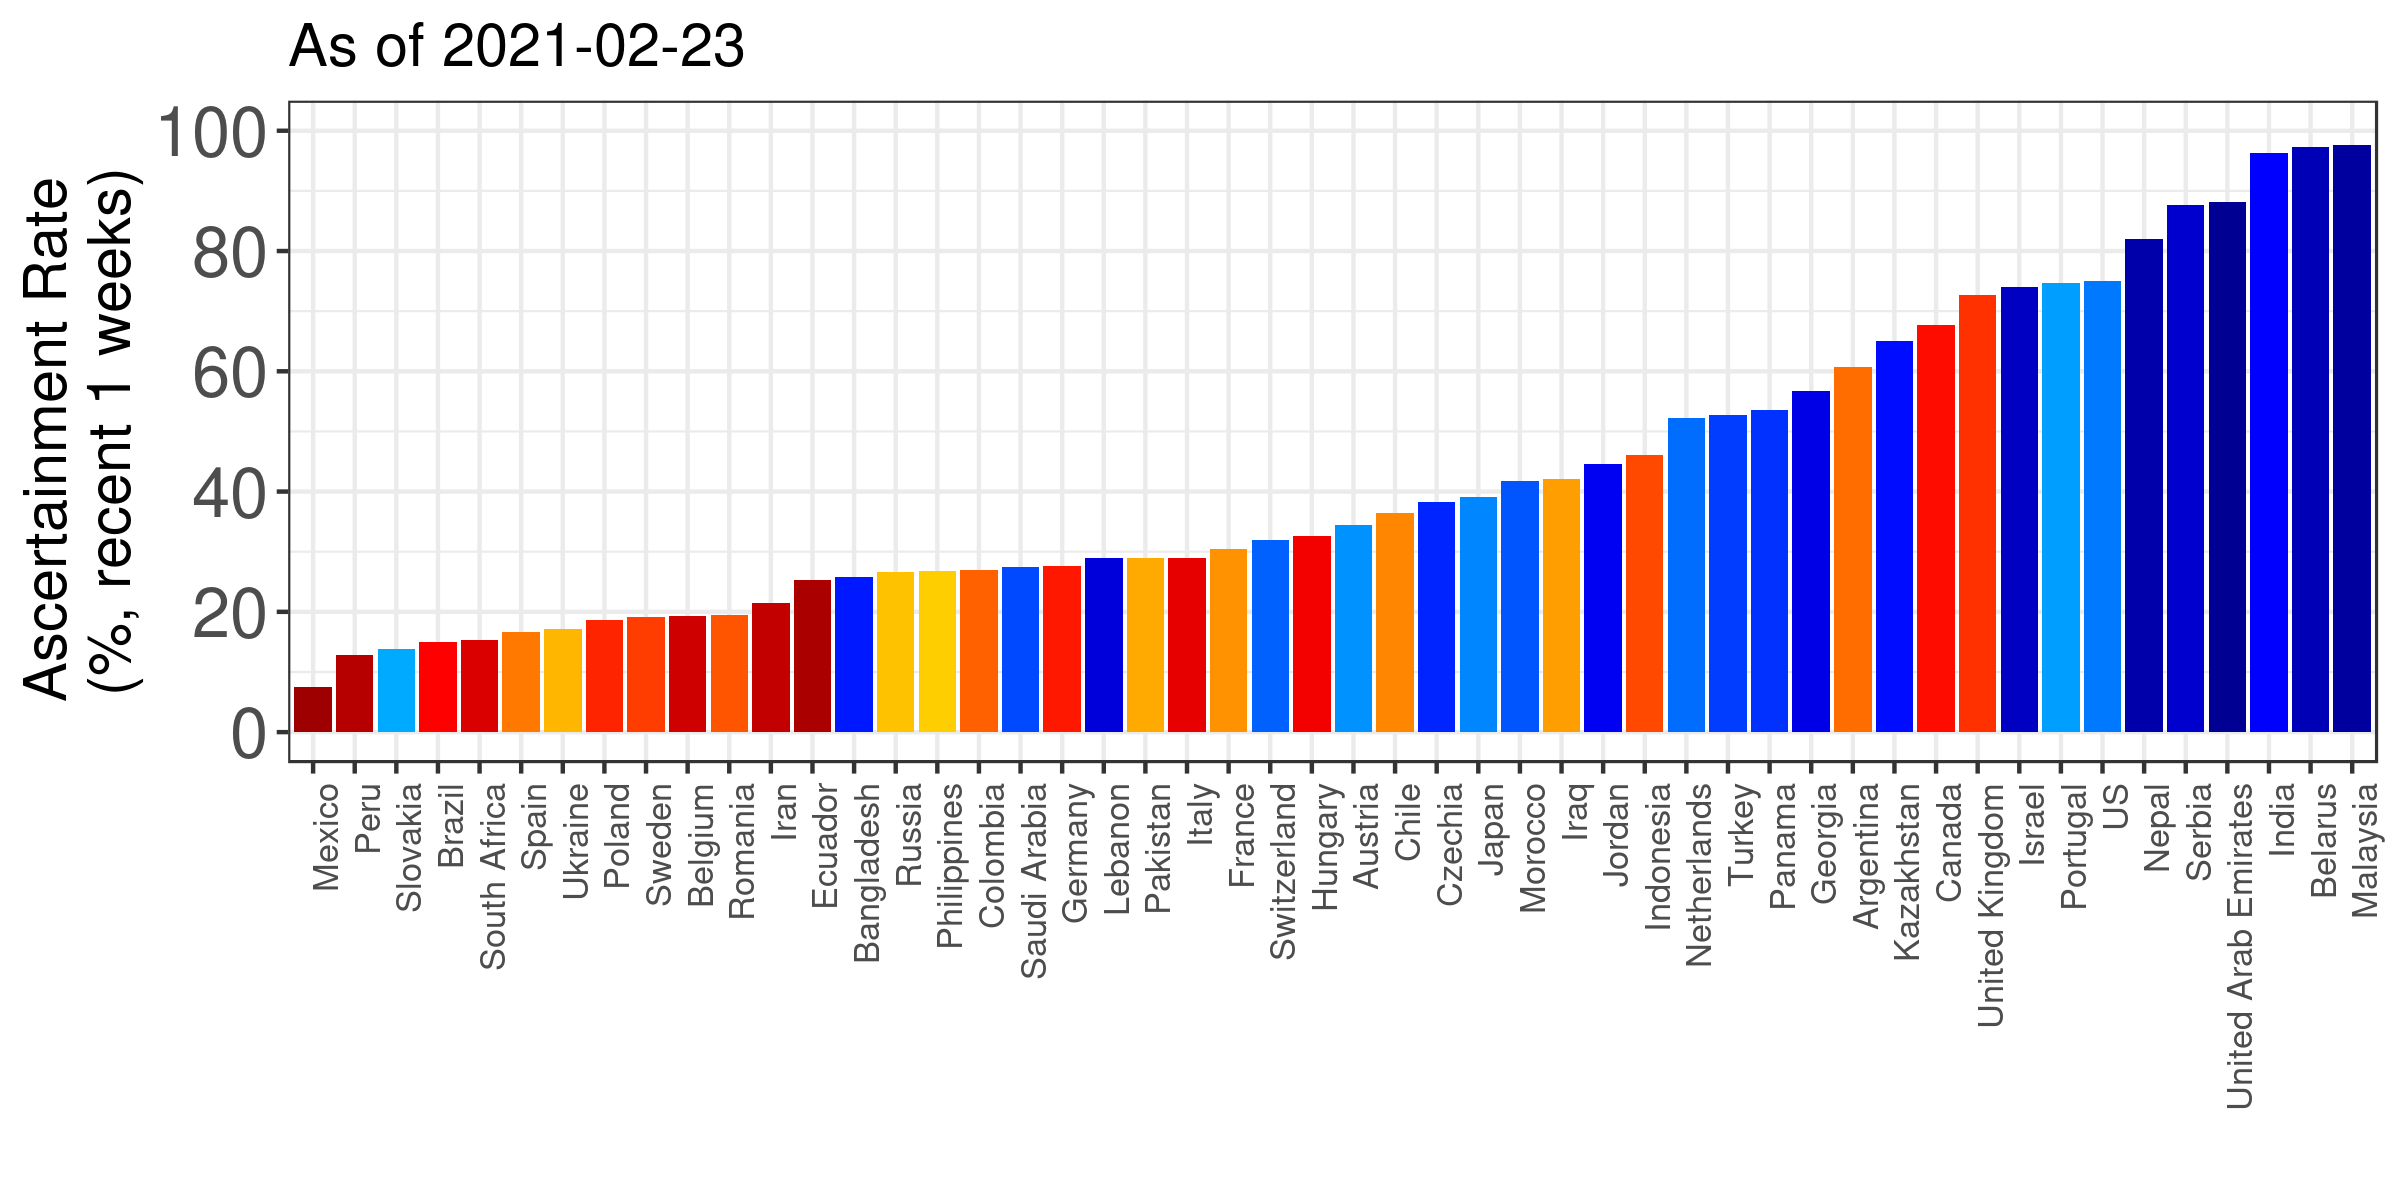 As of 2021-02-23
Ascertainment Rate
(%, recent 1 weeks)
100
80
60
40
20
0
Mexico
Peru
Slovakia
Brazil
South Africa
Spain
Ukraine
Poland
Sweden
Belgium
Romania
Iran
Ecuador
Bangladesh
Russia
Philippines
Colombia
Saudi Arabia
Germany
Lebanon
Pakistan
Italy
France
Switzerland
Hungary
Austria
Chile
Czechia
Japan
Morocco
Iraq
Jordan
Indonesia
Netherlands
Turkey
Panama
Georgia
Argentina
Kazakhstan
Canada
United Kingdom
Israel
Portugal
US
Nepal
Serbia
United Arab Emirates
India
Belarus
Malaysia